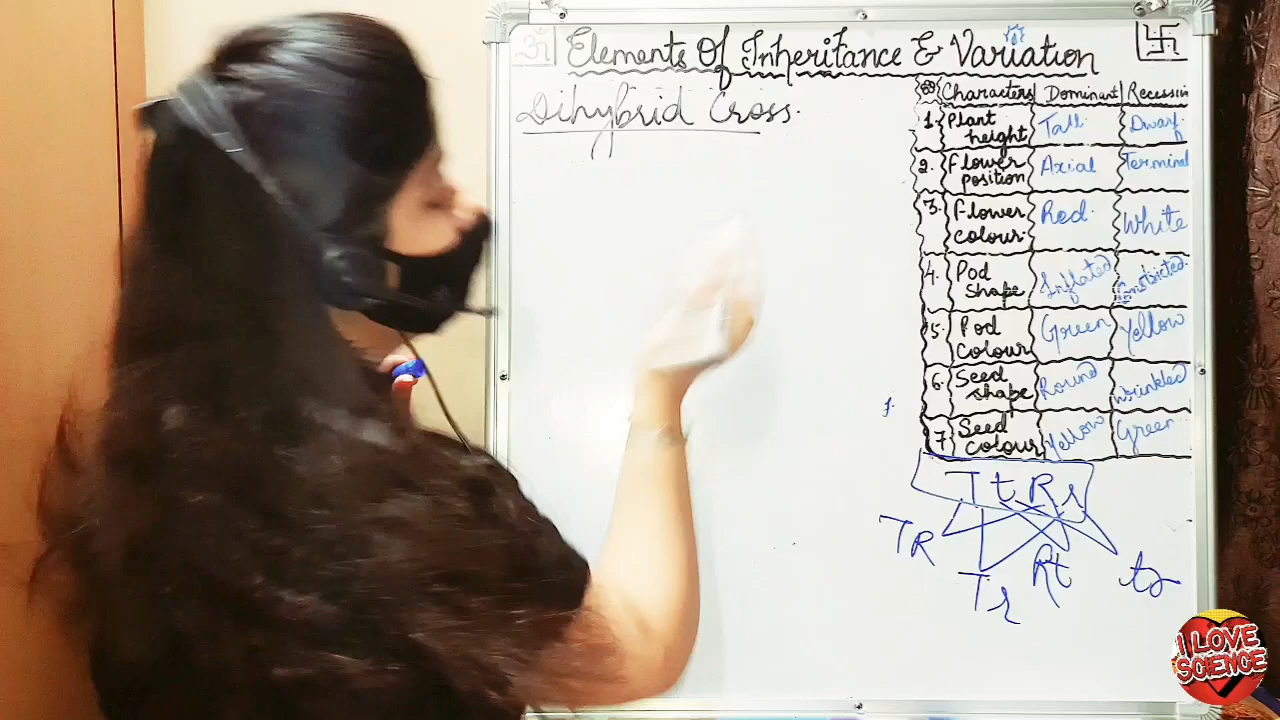 ॐ
Elements Of Inheritance & Variation
Dihybrid Cross.
Characters Dominant Recessiv
1. Plant height Tall Dwarf
2. Flower position Axial Terminal
3. Flower colour Red White
4. Pod shape Inflated Constricted
5. Pod colour Green Yellow
6. Seed shape Round Wrinkled
7 Seed colour Yellow Green
1.
T t R r
TR
Tr
Rt
tr
I LOVE
SCIENCE